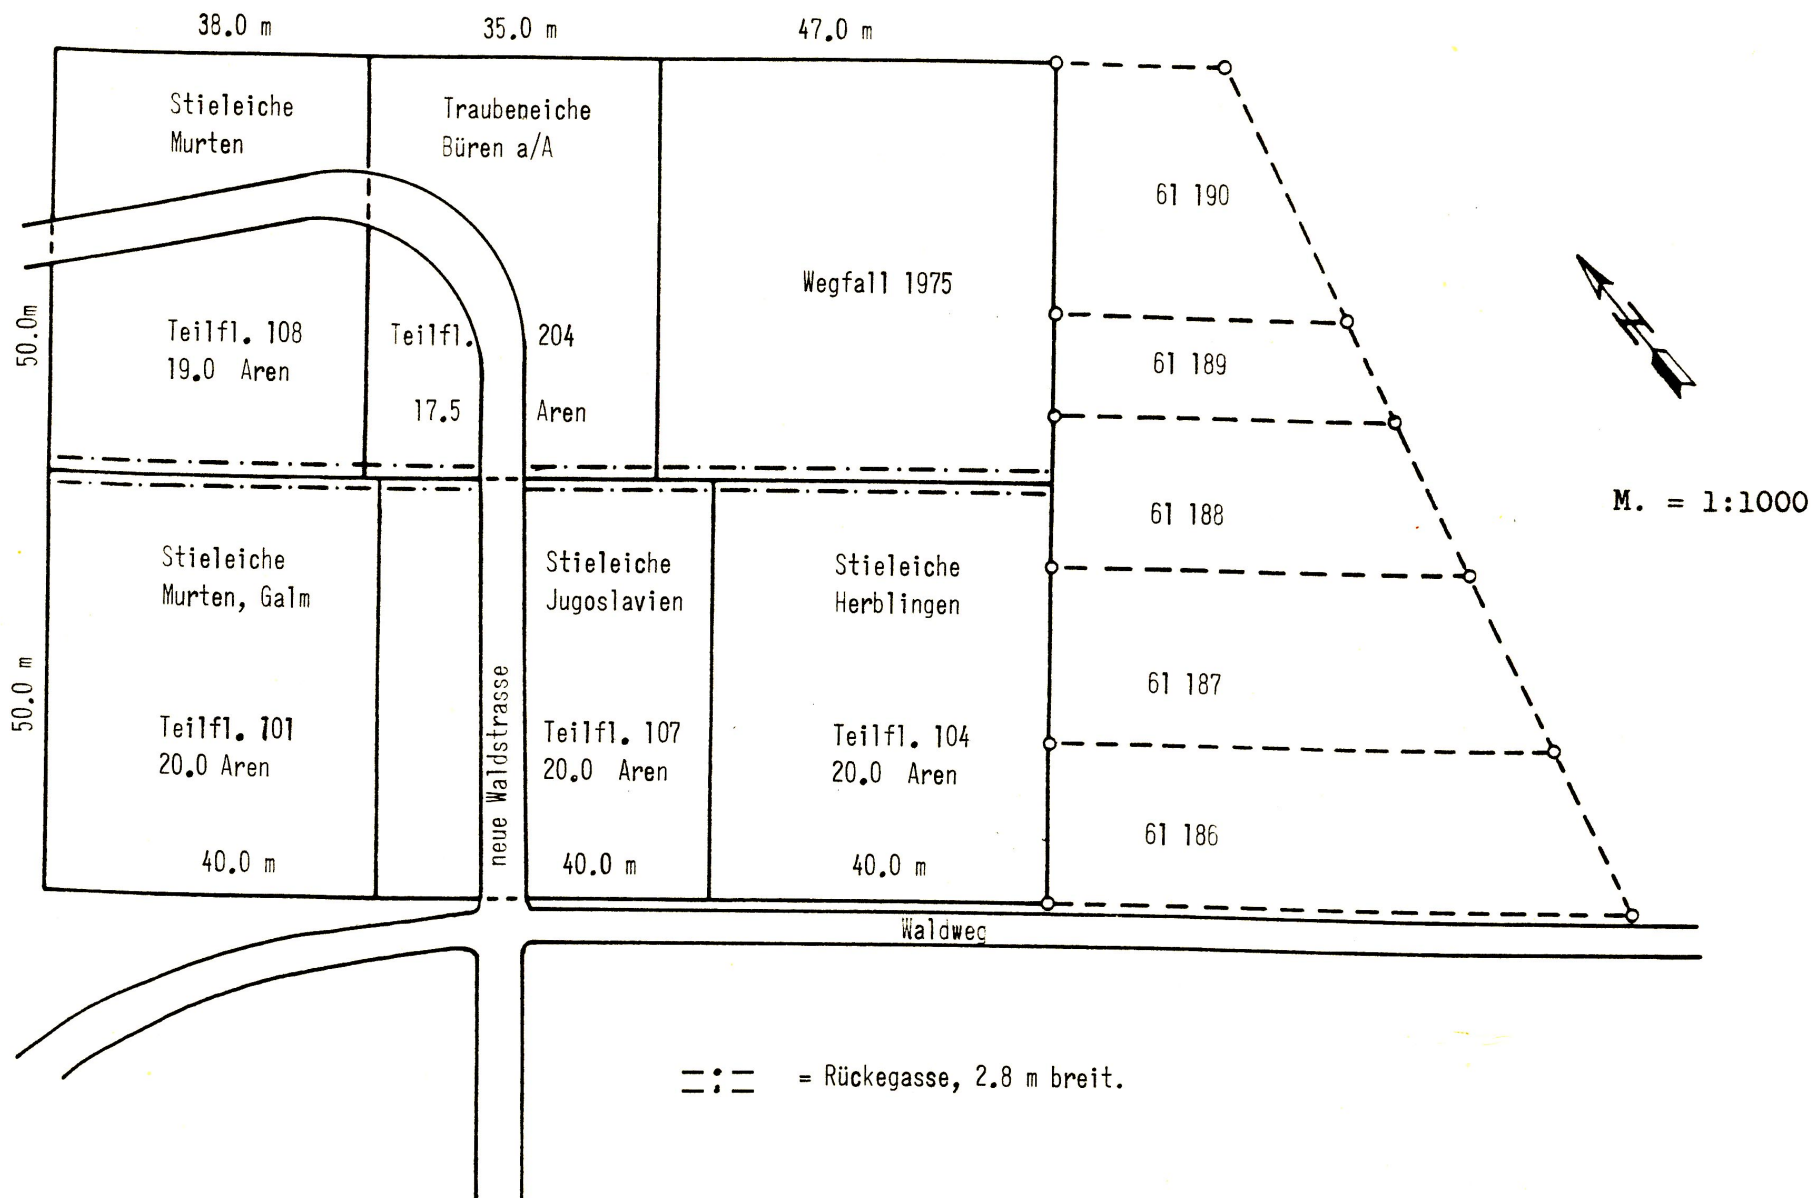 38.0 m
35.0 m
47.0 m
Stieleiche
Murten
Traubeneiche
Büren a/A
Wegfall 1975
50.0m
Teilfl. 108
19.0 Aren
Teilfl. 204
17.5 Aren
61 190
61 189
61 188
61 187
61 186
N
M. = 1:1000
50.0 m
Stieleiche
Murten, Galm
Teilfl. 101
20.0 Aren
40.0 m
neue Waldstrasse
Stieleiche
Jugoslavien
Teilfl. 107
20.0 Aren
40.0 m
Stieleiche
Herblingen
Teilfl. 104
20.0 Aren
40.0 m
Waldweg
= Rückegasse, 2.8 m breit.